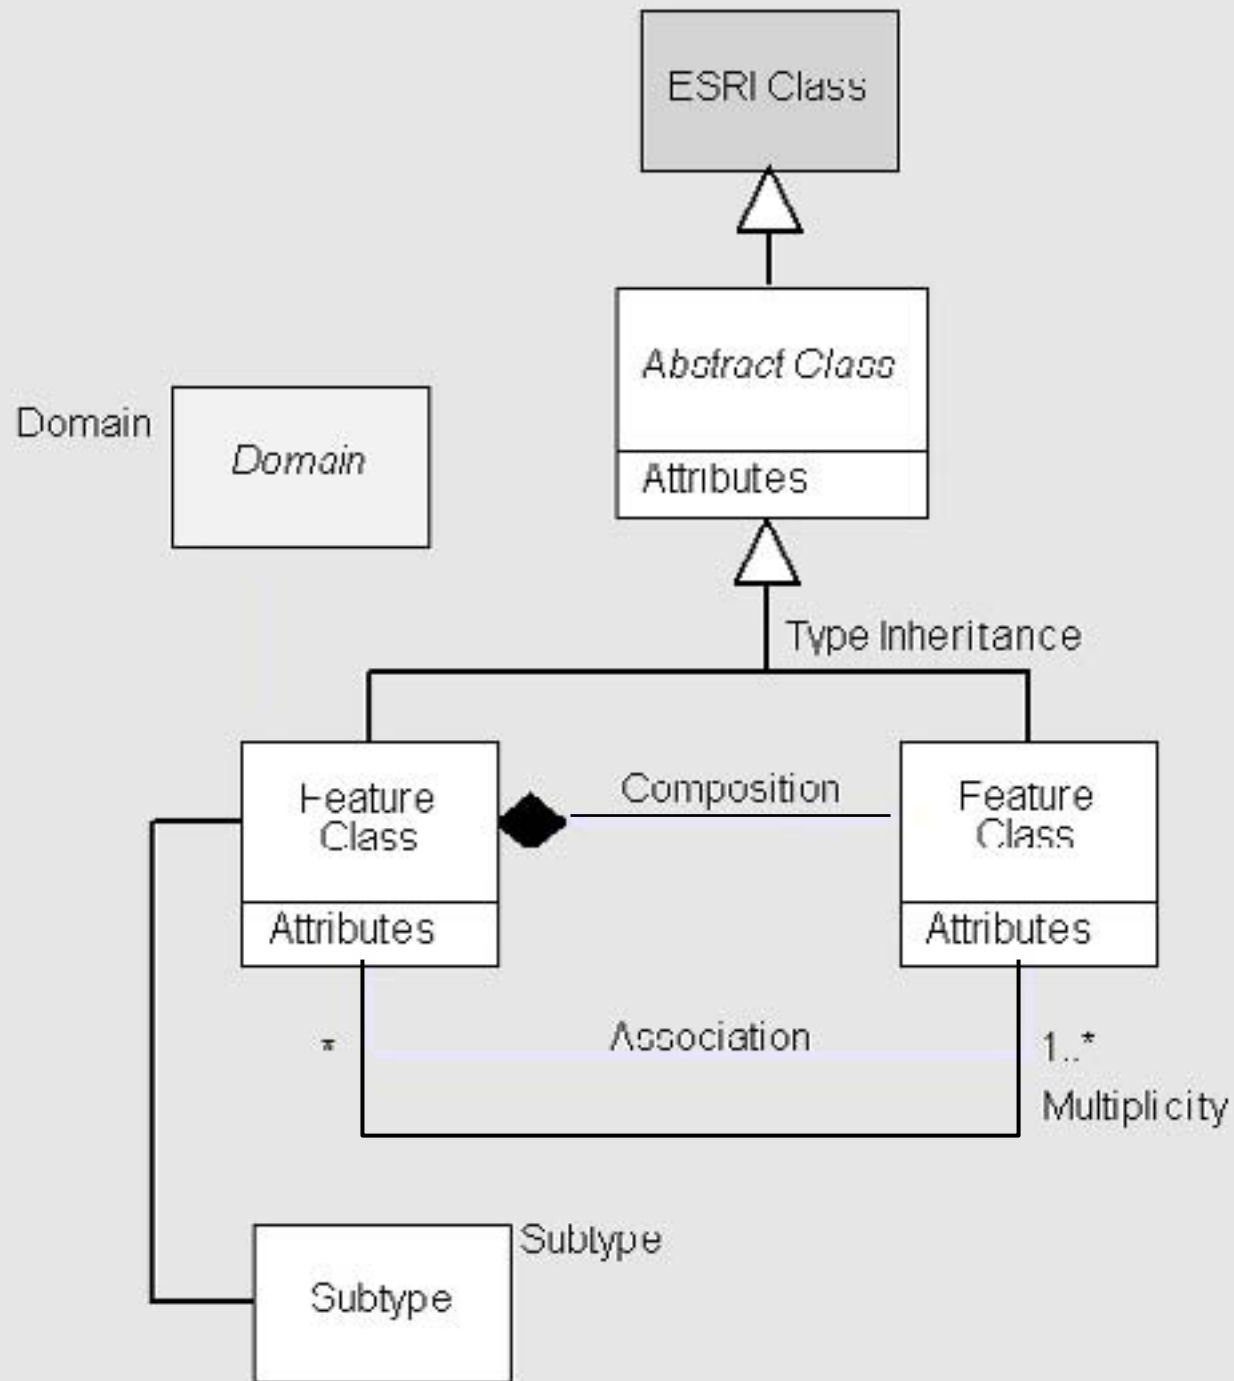 ESRI Class
Abstract Class
Attributes
Domain
Domain
Type Inheritance
Feature
Class
Attributes
Composition
Feature
Class
Attributes
*
Association
1..*
Multiplicity
Subtype
Subtype